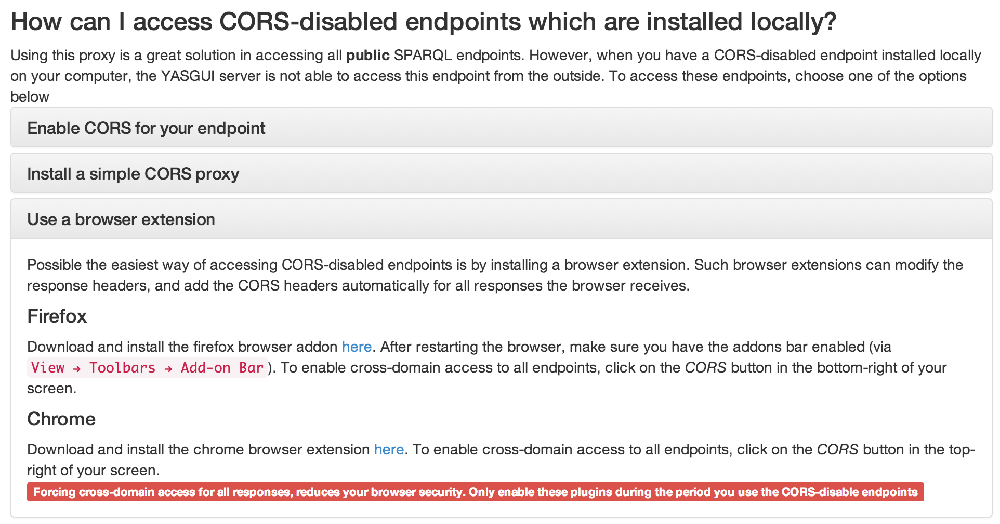 How can I access CORS-disabled endpoints which are installed locally?
Using this proxy is a great solution in accessing all public SPARQL endpoints. However, when you have a CORS-disabled endpoint installed locally
on your computer, the YASGUI server is not able to access this endpoint from the outside. To access these endpoints, choose one of the options
below
Enable CORS for your endpoint
Install a simple CORS proxy
Use a browser extension
Possible the easiest way of accessing CORS-disabled endpoints is by installing a browser extension. Such browser extensions can modify the
response headers, and add the CORS headers automatically for all responses the browser receives.
Firefox
Download and install the firefox browser addon here. After restarting the browser, make sure you have the addons bar enabled (via
View → Toolbars → Add-on Bar). To enable cross-domain access to all endpoints, click on the CORS button in the bottom-right of your
screen.
Chrome
Download and install the chrome browser extension here. To enable cross-domain access to all endpoints, click on the CORS button in the top-
right of your screen.
Forcing cross-domain access for all responses, reduces your browser security. Only enable these plugins during the period you use the CORS-disable endpoints